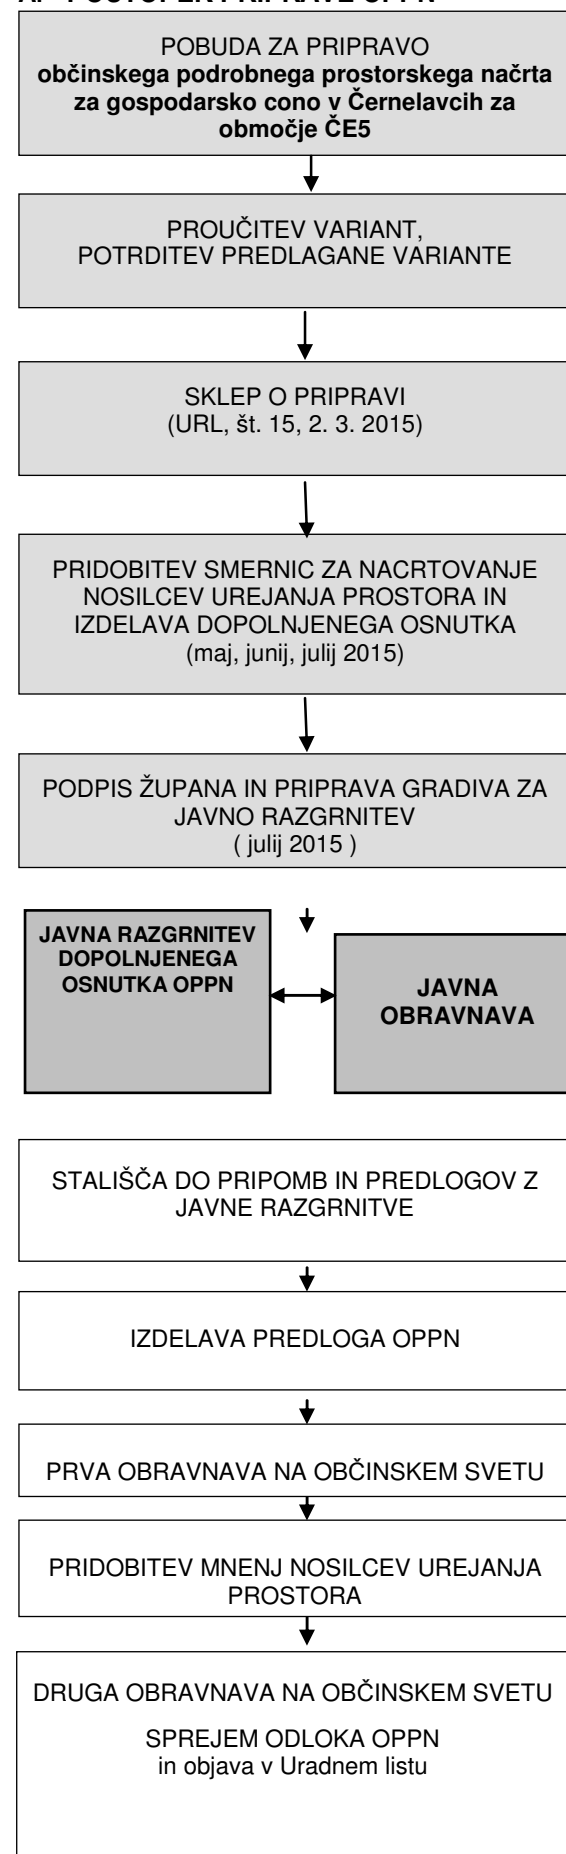 POBUDA ZA PRIPRAVO
občinskega podrobnega prostorskega načrta
za gospodarsko cono v Černelavcih za
območje ČE5
PROUČITEV VARIANT,
POTRDITEV PREDLAGANE VARIANTE
SKLEP O PRIPRAVI
(URL, št. 15, 2. 3. 2015)
PRIDOBITEV SMERNIC ZA NACRTOVANJE
NOSILCEV UREJANJA PROSTORA IN
IZDELAVA DOPOLNJENEGA OSNUTKA
(maj, junij, julij 2015)
PODPIS ŽUPANA IN PRIPRAVA GRADIVA ZA
JAVNO RAZGRNITEV
( julij 2015 )
JAVNA RAZGRNITEV
DOPOLNJENEGA
OSNUTKA OPPN
JAVNA
OBRAVNAVA
STALIŠČA DO PRIPOMB IN PREDLOGOV Z
JAVNE RAZGRNITVE
IZDELAVA PREDLOGA OPPN
PRVA OBRAVNAVA NA OBČINSKEM SVETU
PRIDOBITEV MNENJ NOSILCEV UREJANJA
PROSTORA
DRUGA OBRAVNAVA NA OBČINSKEM SVETU
SPREJEM ODLOKA OPPN
in objava v Uradnem listu